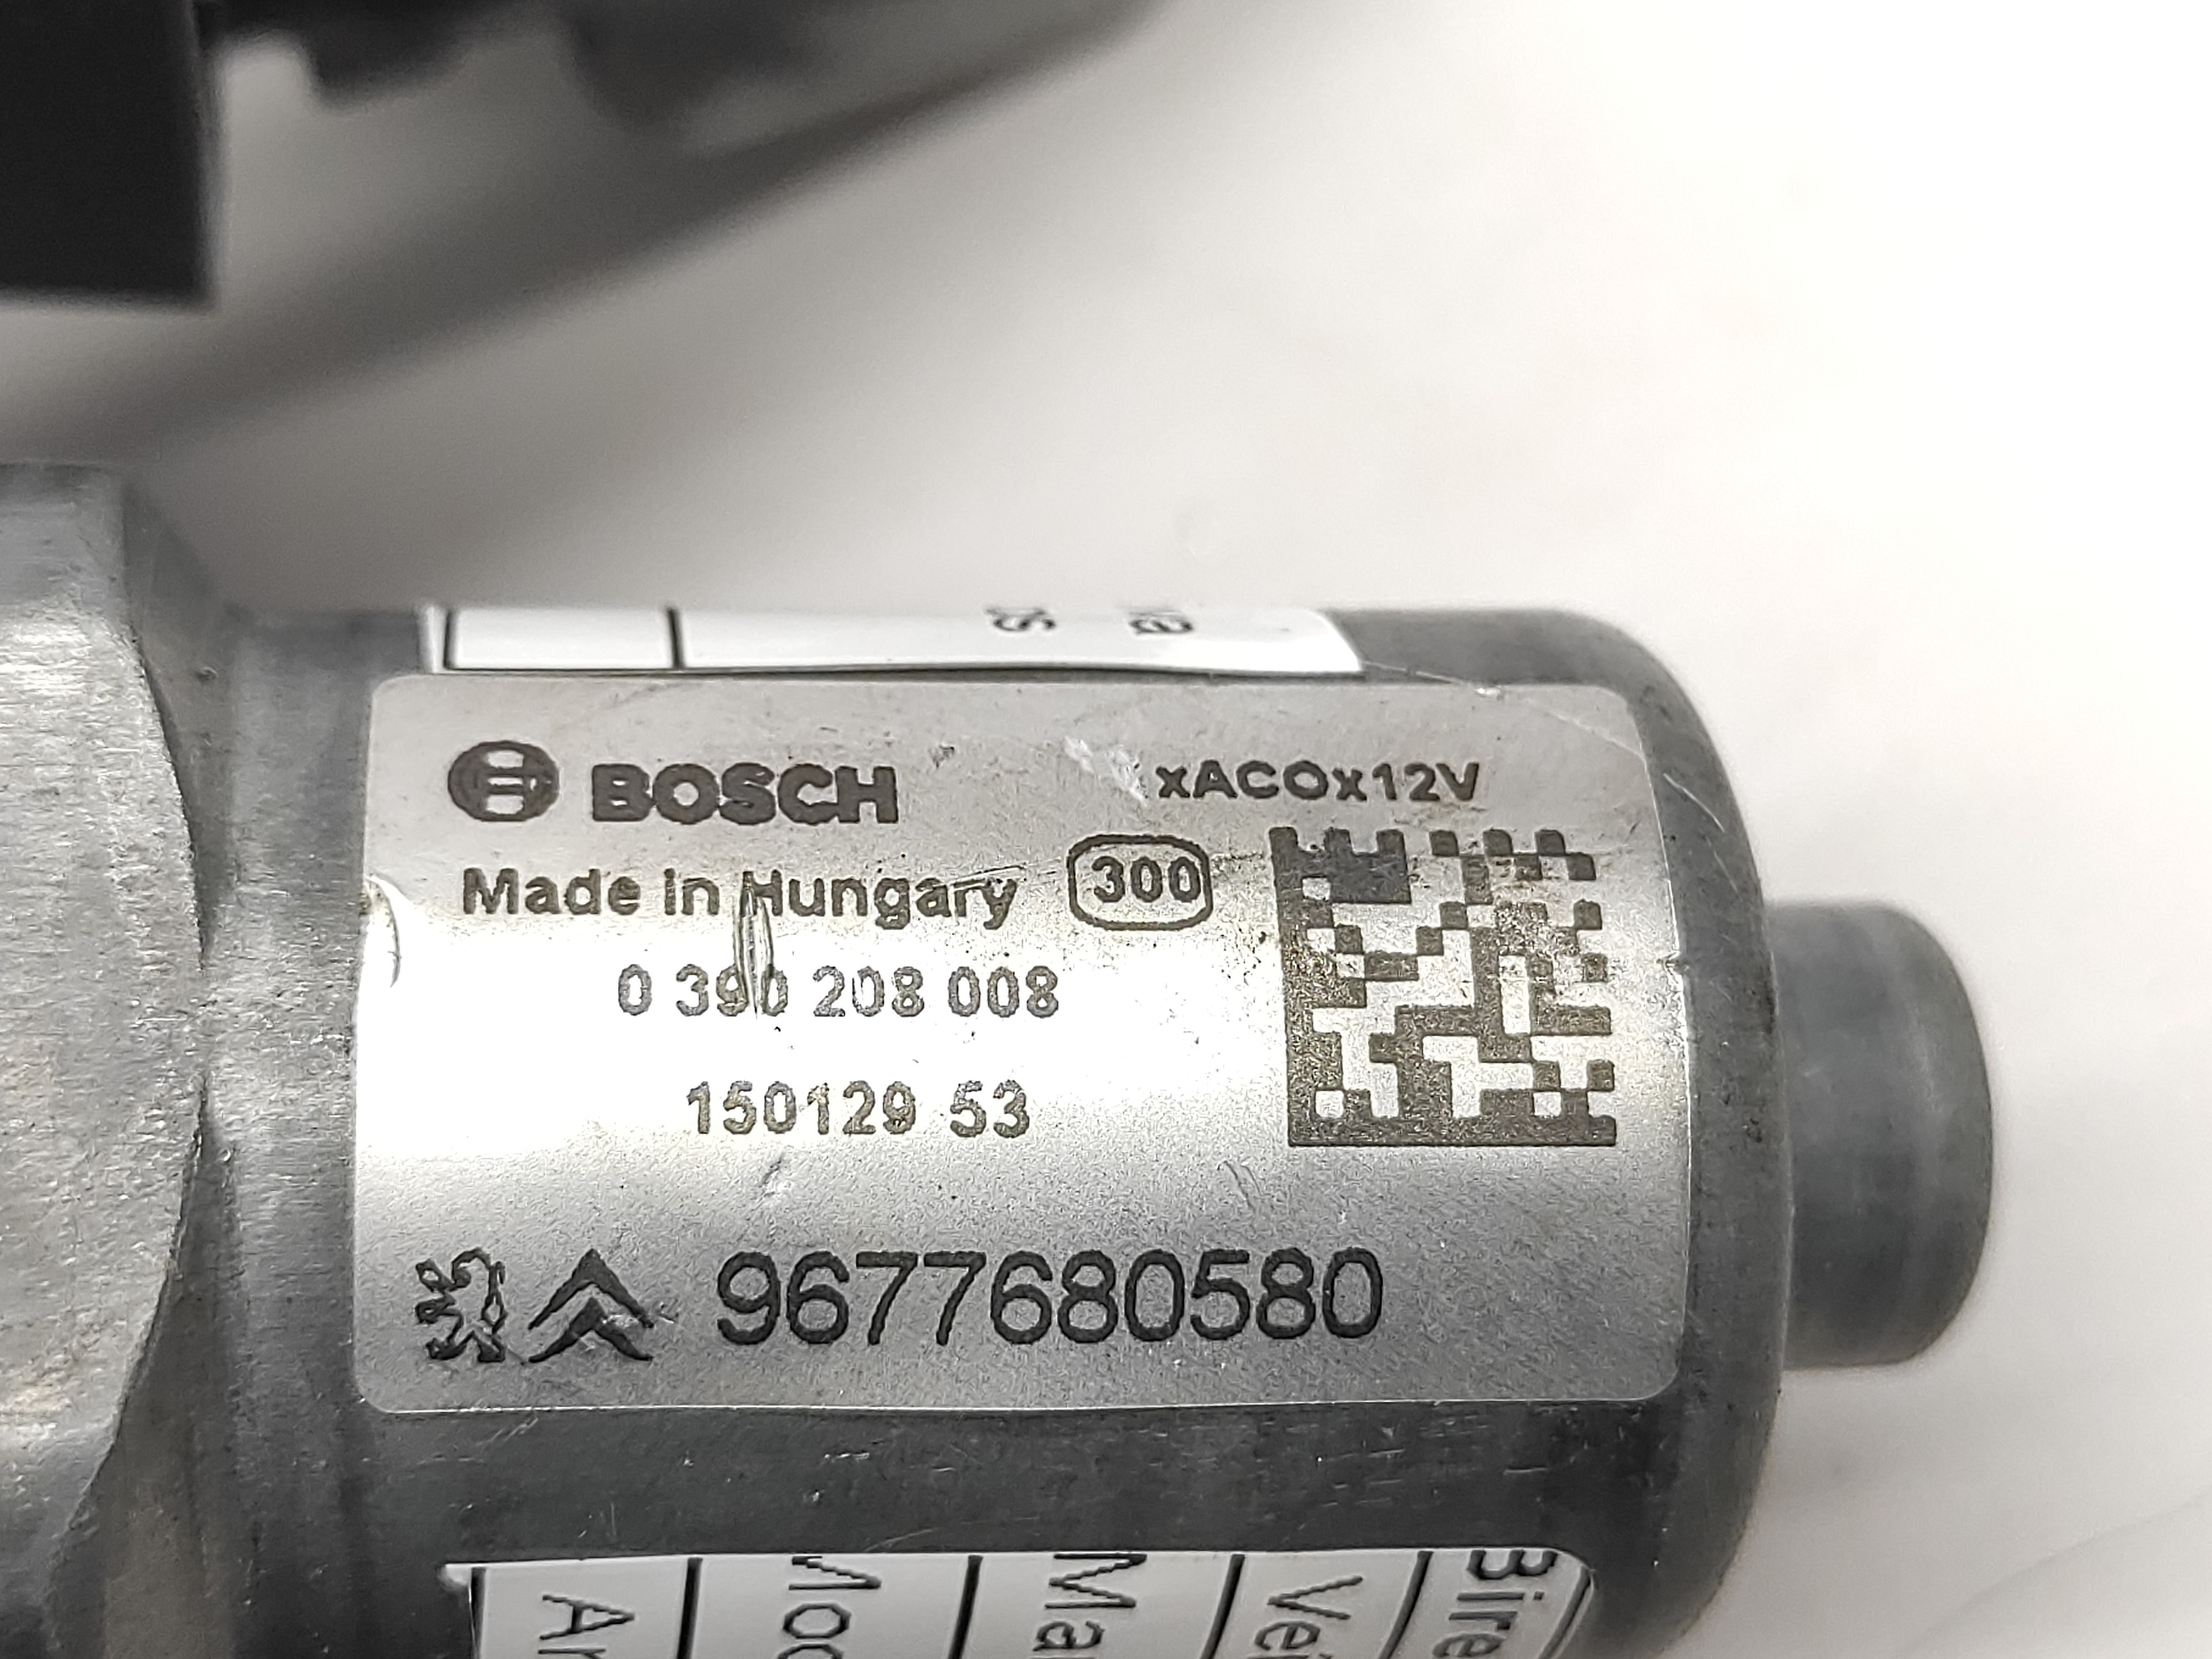 BOSCH xACOx12V
Made in Hungary 300
0 390 208 008
150129 53
9677680580